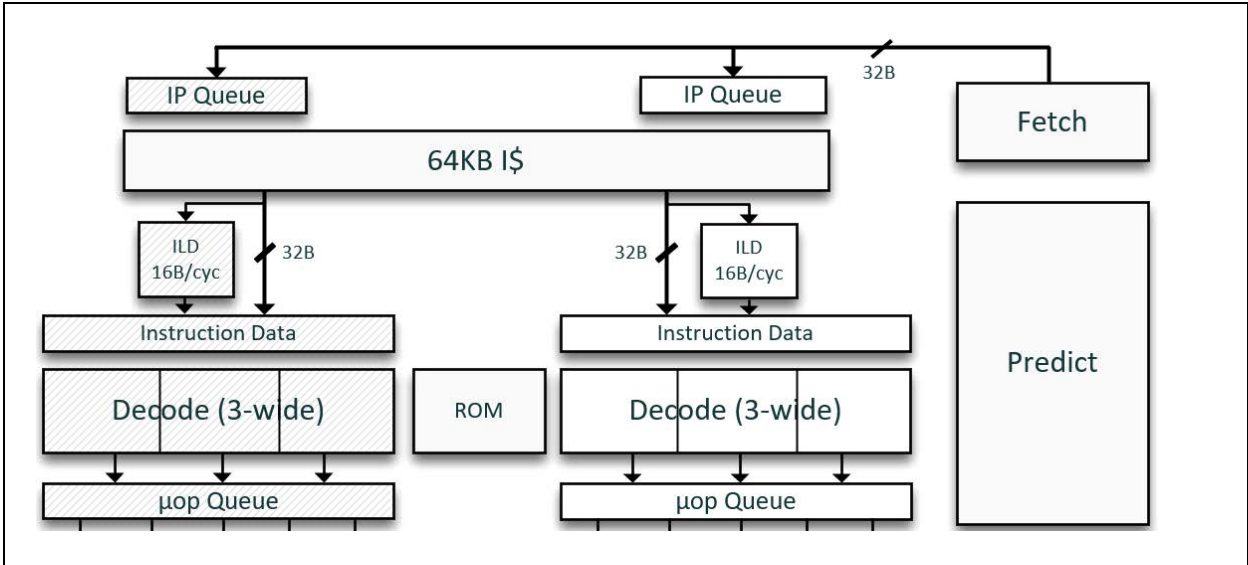 32B
IP Queue
IP Queue
Fetch
64KB I$
ILD
16B/cyc
32B
32B
ILD
16B/cyc
Instruction Data
Instruction Data
Predict
Decode (3-wide)
ROM
Decode (3-wide)
µop Queue
µop Queue